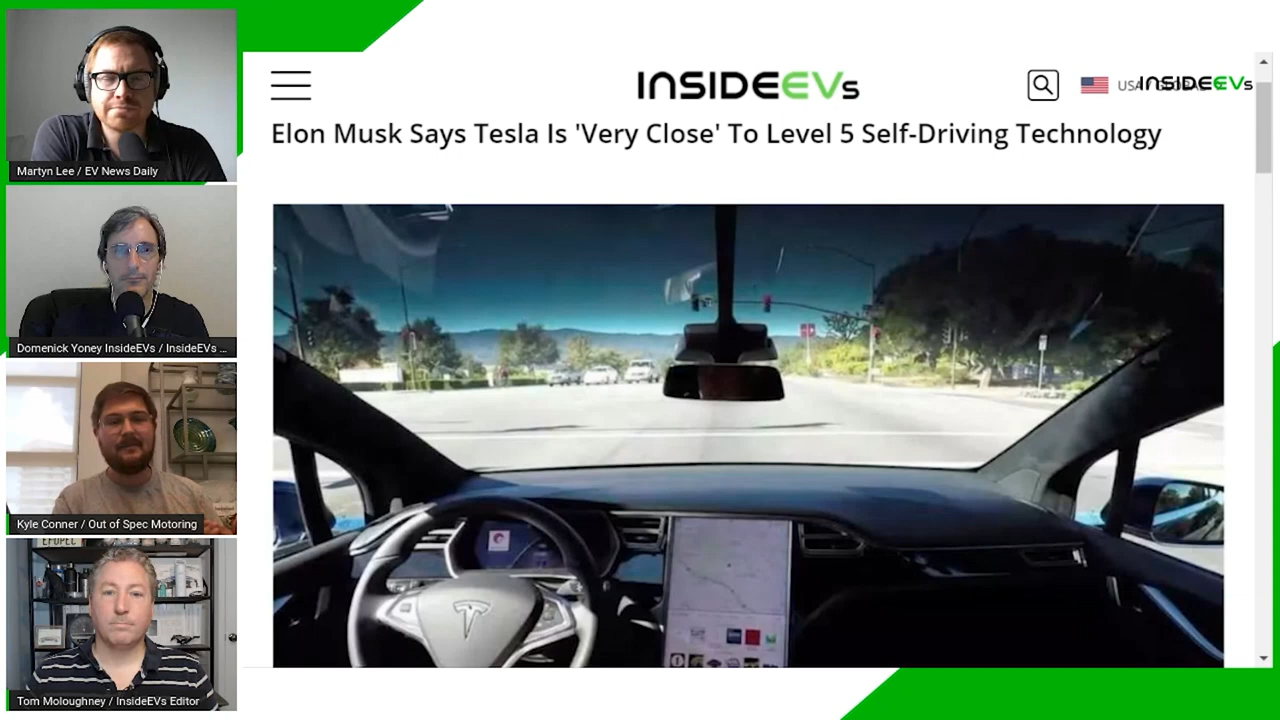 Martyn Lee / EV News Daily
Domenick Yoney InsideEVs / InsideEVs ...
Kyle Conner / Out of Spec Motoring
Tom Moloughney / InsideEVs Editor
INSIDEEVs
INSIDEEVs
Elon Musk Says Tesla Is 'Very Close' To Level 5 Self-Driving Technology